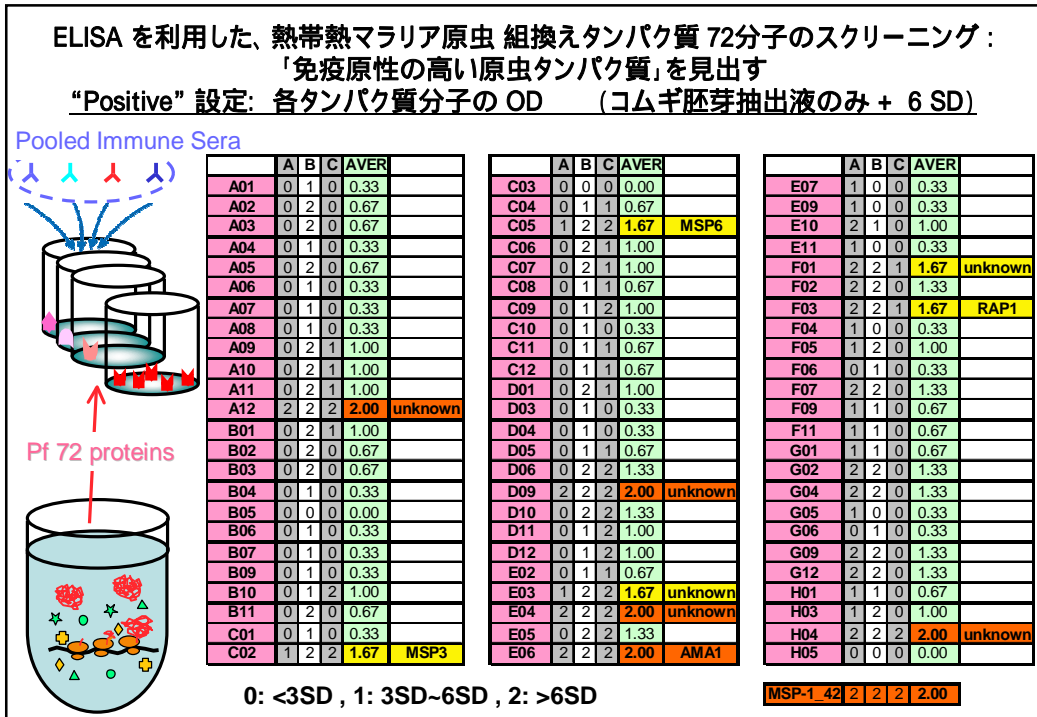 ELISA を利用した、熱帯熱マラリア原虫 組換えタンパク質 72分子のスクリーニング：
「免疫原性の高い原虫タンパク質」を見出す
“Positive” 設定: 各タンパク質分子の OD (コムギ胚芽抽出液のみ + 6 SD)
Pooled Immune Sera
Pf 72 proteins
A B C AVER
A01 0 1 0 0.33
A02 0 2 0 0.67
A03 0 2 0 0.67
A04 0 1 0 0.33
A05 0 2 0 0.67
A06 0 1 0 0.33
A07 0 1 0 0.33
A08 0 1 0 0.33
A09 0 2 1 1.00
A10 0 2 1 1.00
A11 0 2 1 1.00
A12 2 2 2 2.00 unknown
B01 0 2 1 1.00
B02 0 2 0 0.67
B03 0 2 0 0.67
B04 0 1 0 0.33
B05 0 0 0 0.00
B06 0 1 0 0.33
B07 0 1 0 0.33
B09 0 1 0 0.33
B10 0 1 2 1.00
B11 0 2 0 0.67
C01 0 1 0 0.33
C02 1 2 2 1.67 MSP3
A B C AVER
C03 0 0 0 0.00
C04 0 1 1 0.67
C05 1 2 2 1.67 MSP6
C06 0 2 1 1.00
C07 0 2 1 1.00
C08 0 1 1 0.67
C09 0 1 2 1.00
C10 0 1 0 0.33
C11 0 1 1 0.67
C12 0 1 1 0.67
D01 0 2 1 1.00
D03 0 1 0 0.33
D04 0 1 0 0.33
D05 0 1 1 0.67
D06 0 2 2 1.33
D09 2 2 2 2.00 unknown
D10 0 2 2 1.33
D11 0 1 2 1.00
D12 0 1 2 1.00
E02 0 1 1 0.67
E03 1 2 2 1.67 unknown
E04 2 2 2 2.00 unknown
E05 0 2 2 1.33
E06 2 2 2 2.00 AMA1
A B C AVER
E07 1 0 0 0.33
E09 1 0 0 0.33
E10 2 1 0 1.00
E11 1 0 0 0.33
F01 2 2 1 1.67 unknown
F02 2 2 0 1.33
F03 2 2 1 1.67 RAP1
F04 1 0 0 0.33
F05 1 2 0 1.00
F06 0 1 0 0.33
F07 2 2 0 1.33
F09 1 1 0 0.67
F11 1 1 0 0.67
G01 1 1 0 0.67
G02 2 2 0 1.33
G04 2 2 0 1.33
G05 1 0 0 0.33
G06 0 1 0 0.33
G09 2 2 0 1.33
G12 2 2 0 1.33
H01 1 1 0 0.67
H03 1 2 0 1.00
H04 2 2 2 2.00 unknown
H05 0 0 0 0.00
0: <3SD , 1: 3SD~6SD , 2: >6SD
MSP-1_42 2 2 2 2.00